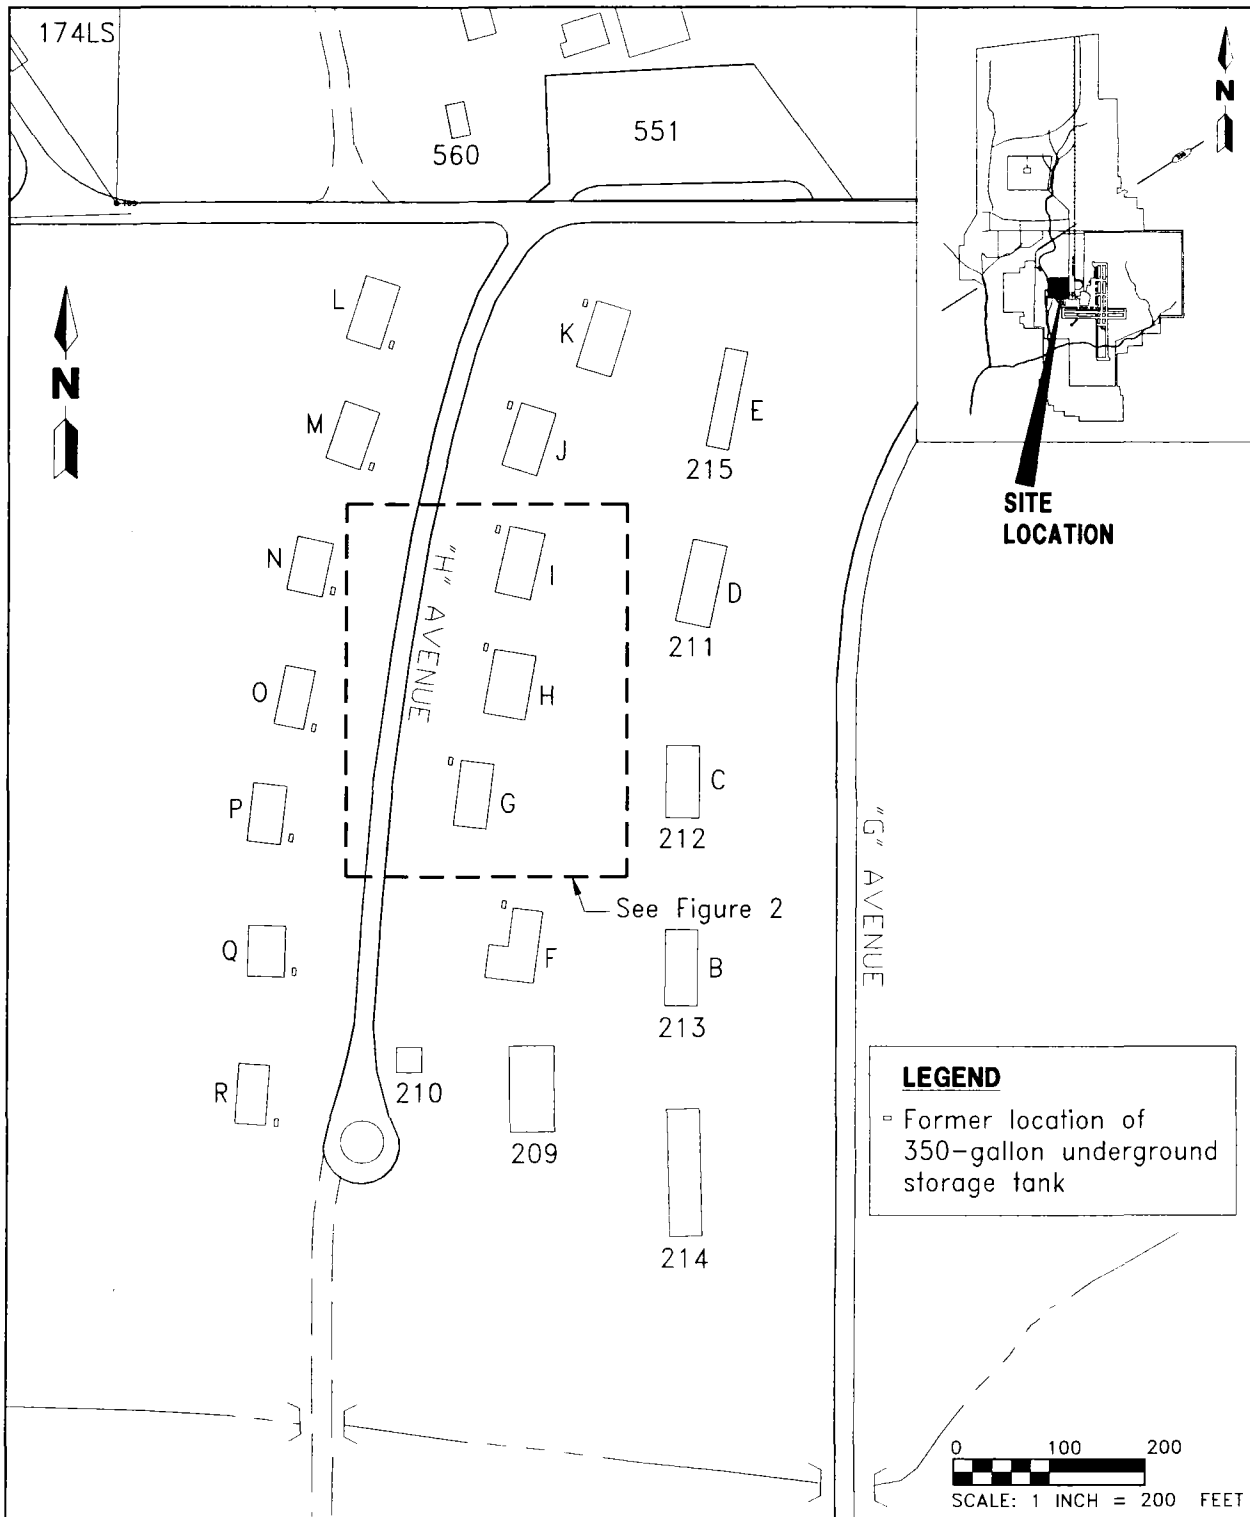 174LS
560
551
N
N
SITE
LOCATION
L
K
M
J
E
215
N
I
"H" AVENUE
D
211
O
H
P
G
C
212
"G" AVENUE
See Figure 2
Q
F
B
213
R
210
209
214
LEGEND
Former location of
350-gallon underground
storage tank
0 100 200
SCALE: 1 INCH = 200 FEET